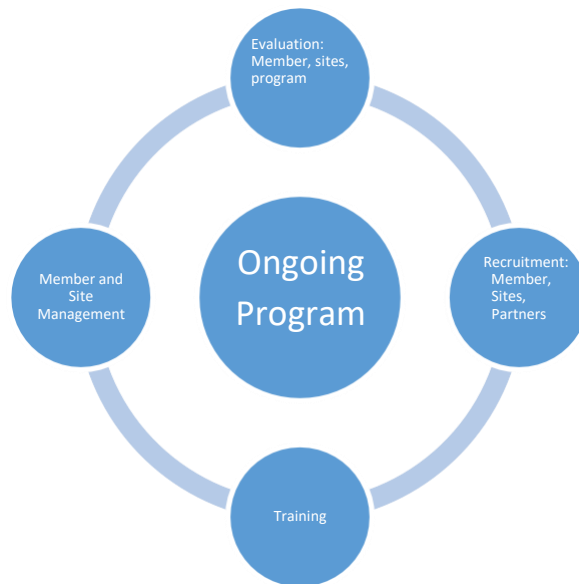 Evaluation:
Member, sites,
program
Ongoing
Program
Member and
Site
Management
Recruitment:
Member,
Sites,
Partners
Training